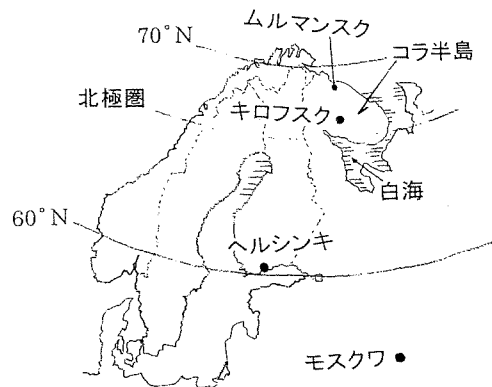 ムルマンスク
70°N
コラ半島
北極圏
キロフスク
白海
60°N
ヘルシンキ
モスクワ